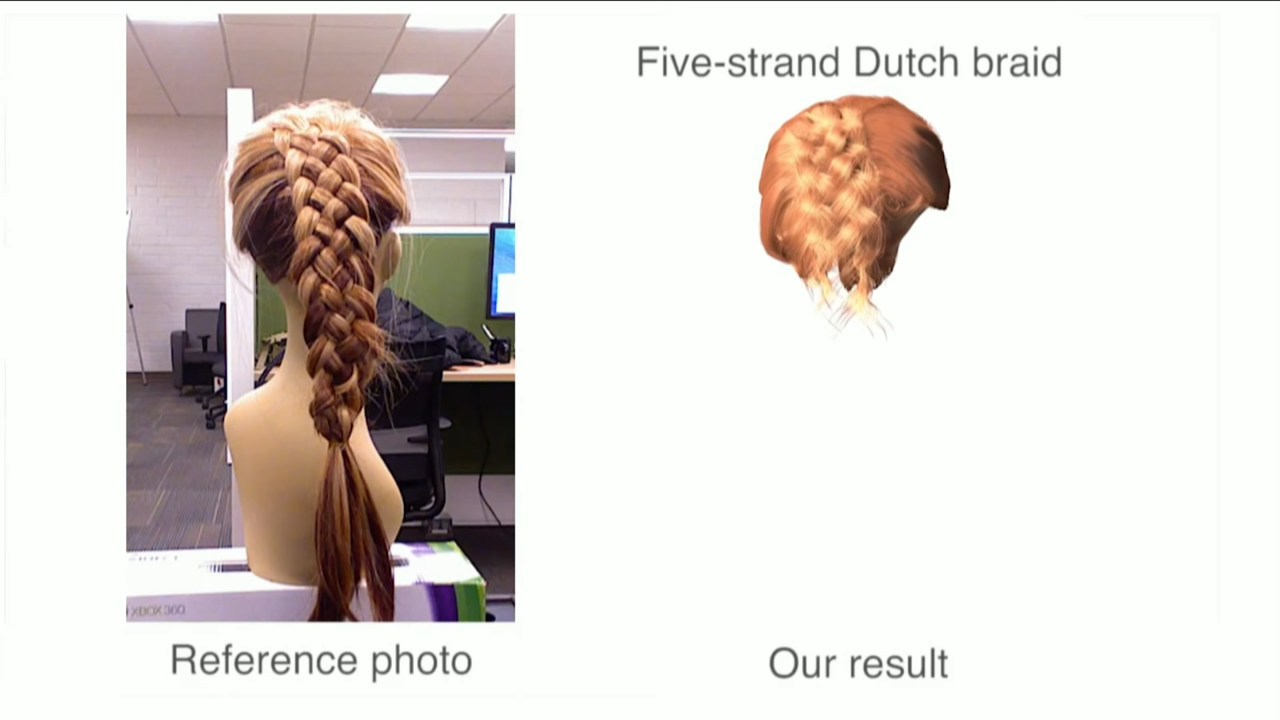 Five-strand Dutch braid
XBOX 360
Reference photo
Our result